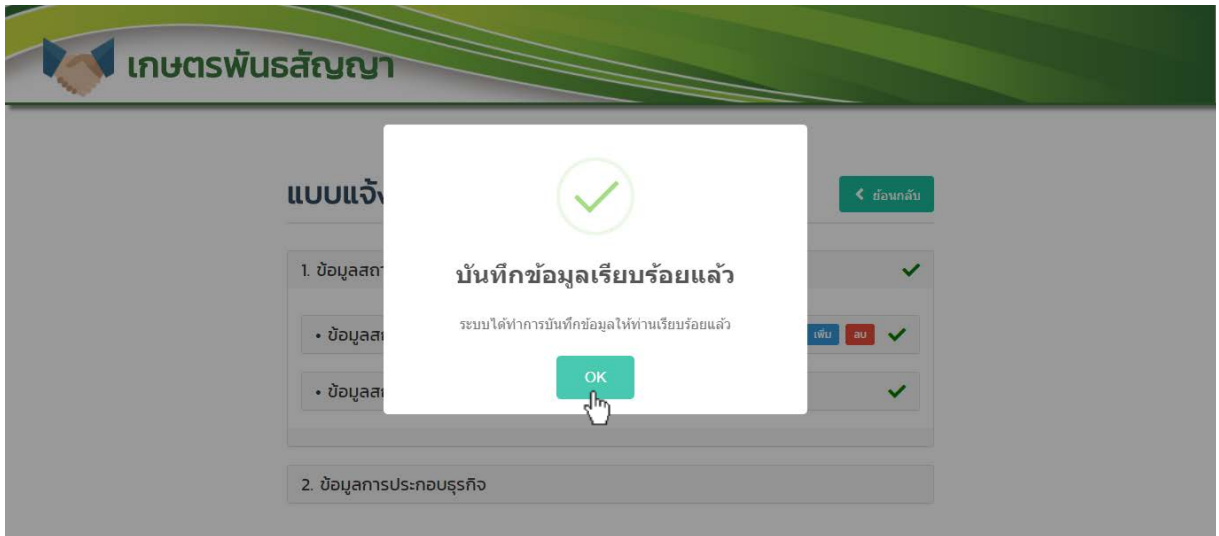 เกษตรพันธสัญญา
แบบแจ้ง
ย้อนกลับ
1. ข้อมูลสถา
บันทึกข้อมูลเรียบร้อยแล้ว
ระบบได้ทำการบันทึกข้อมูลให้ท่านเรียบร้อยแล้ว
• ข้อมูลสถ
เพิ่ม ลบ
OK
• ข้อมูลสถ
2. ข้อมูลการประกอบธุรกิจ